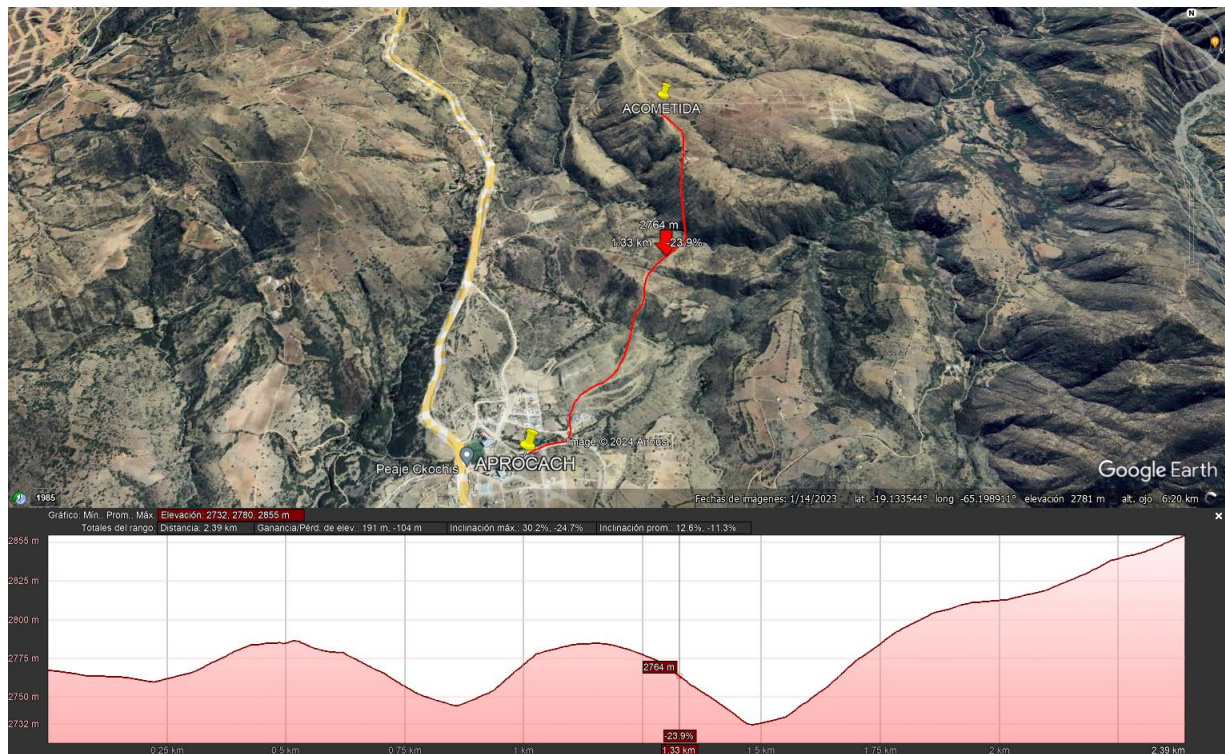 N
ACOMETIDA
2764 m
1.33 km -23.9%
Image © 2024 Airbus
Peaje Ckochis
APROCACH
Google Earth
1985
Fechas de imágenes: 1/14/2023 lat -19.133544° long -65.198911° elevación 2781 m alt. ojo 6.20 km
Gráfico: Mín., Prom., Máx. Elevación: 2732, 2780, 2855 m
Totales del rango: Distancia: 2.39 km Ganancia/Pérd. de elev.: 191 m, -104 m Inclinación máx.: 30.2%, -24.7% Inclinación prom.: 12.6%, -11.3%
2855 m
2825 m
2800 m
2775 m
2764 m
2750 m
2732 m
-23.9%
0.25 km 0.5 km 0.75 km 1 km 1.33 km 1.5 km 1.75 km 2 km 2.39 km